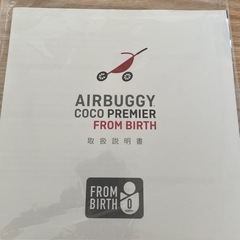 AIRBUGGY
COCO PREMIER
FROM BIRTH
取扱説明書
FROM
BIRTH
0